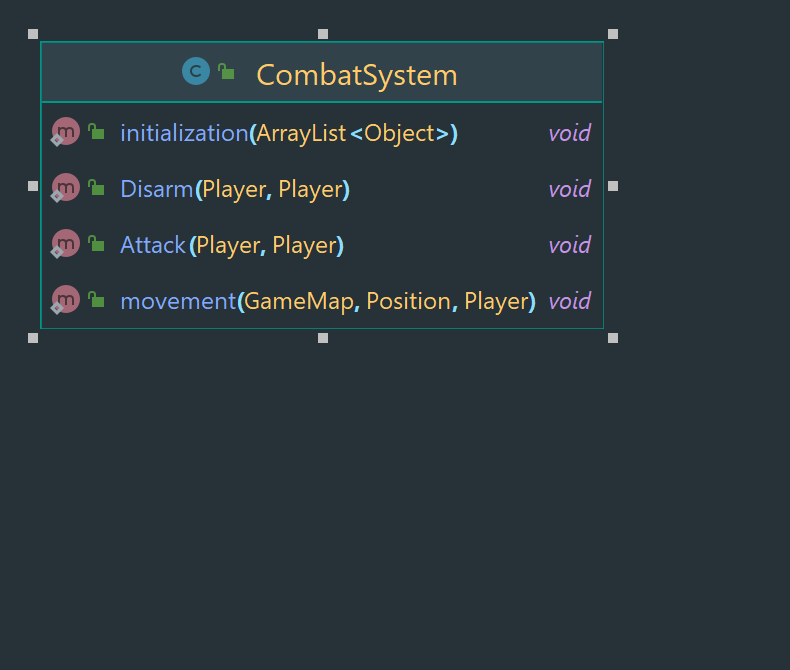 C CombatSystem
m initialization(ArrayList<Object>) void
m Disarm(Player, Player) void
m Attack(Player, Player) void
m movement(GameMap, Position, Player) void